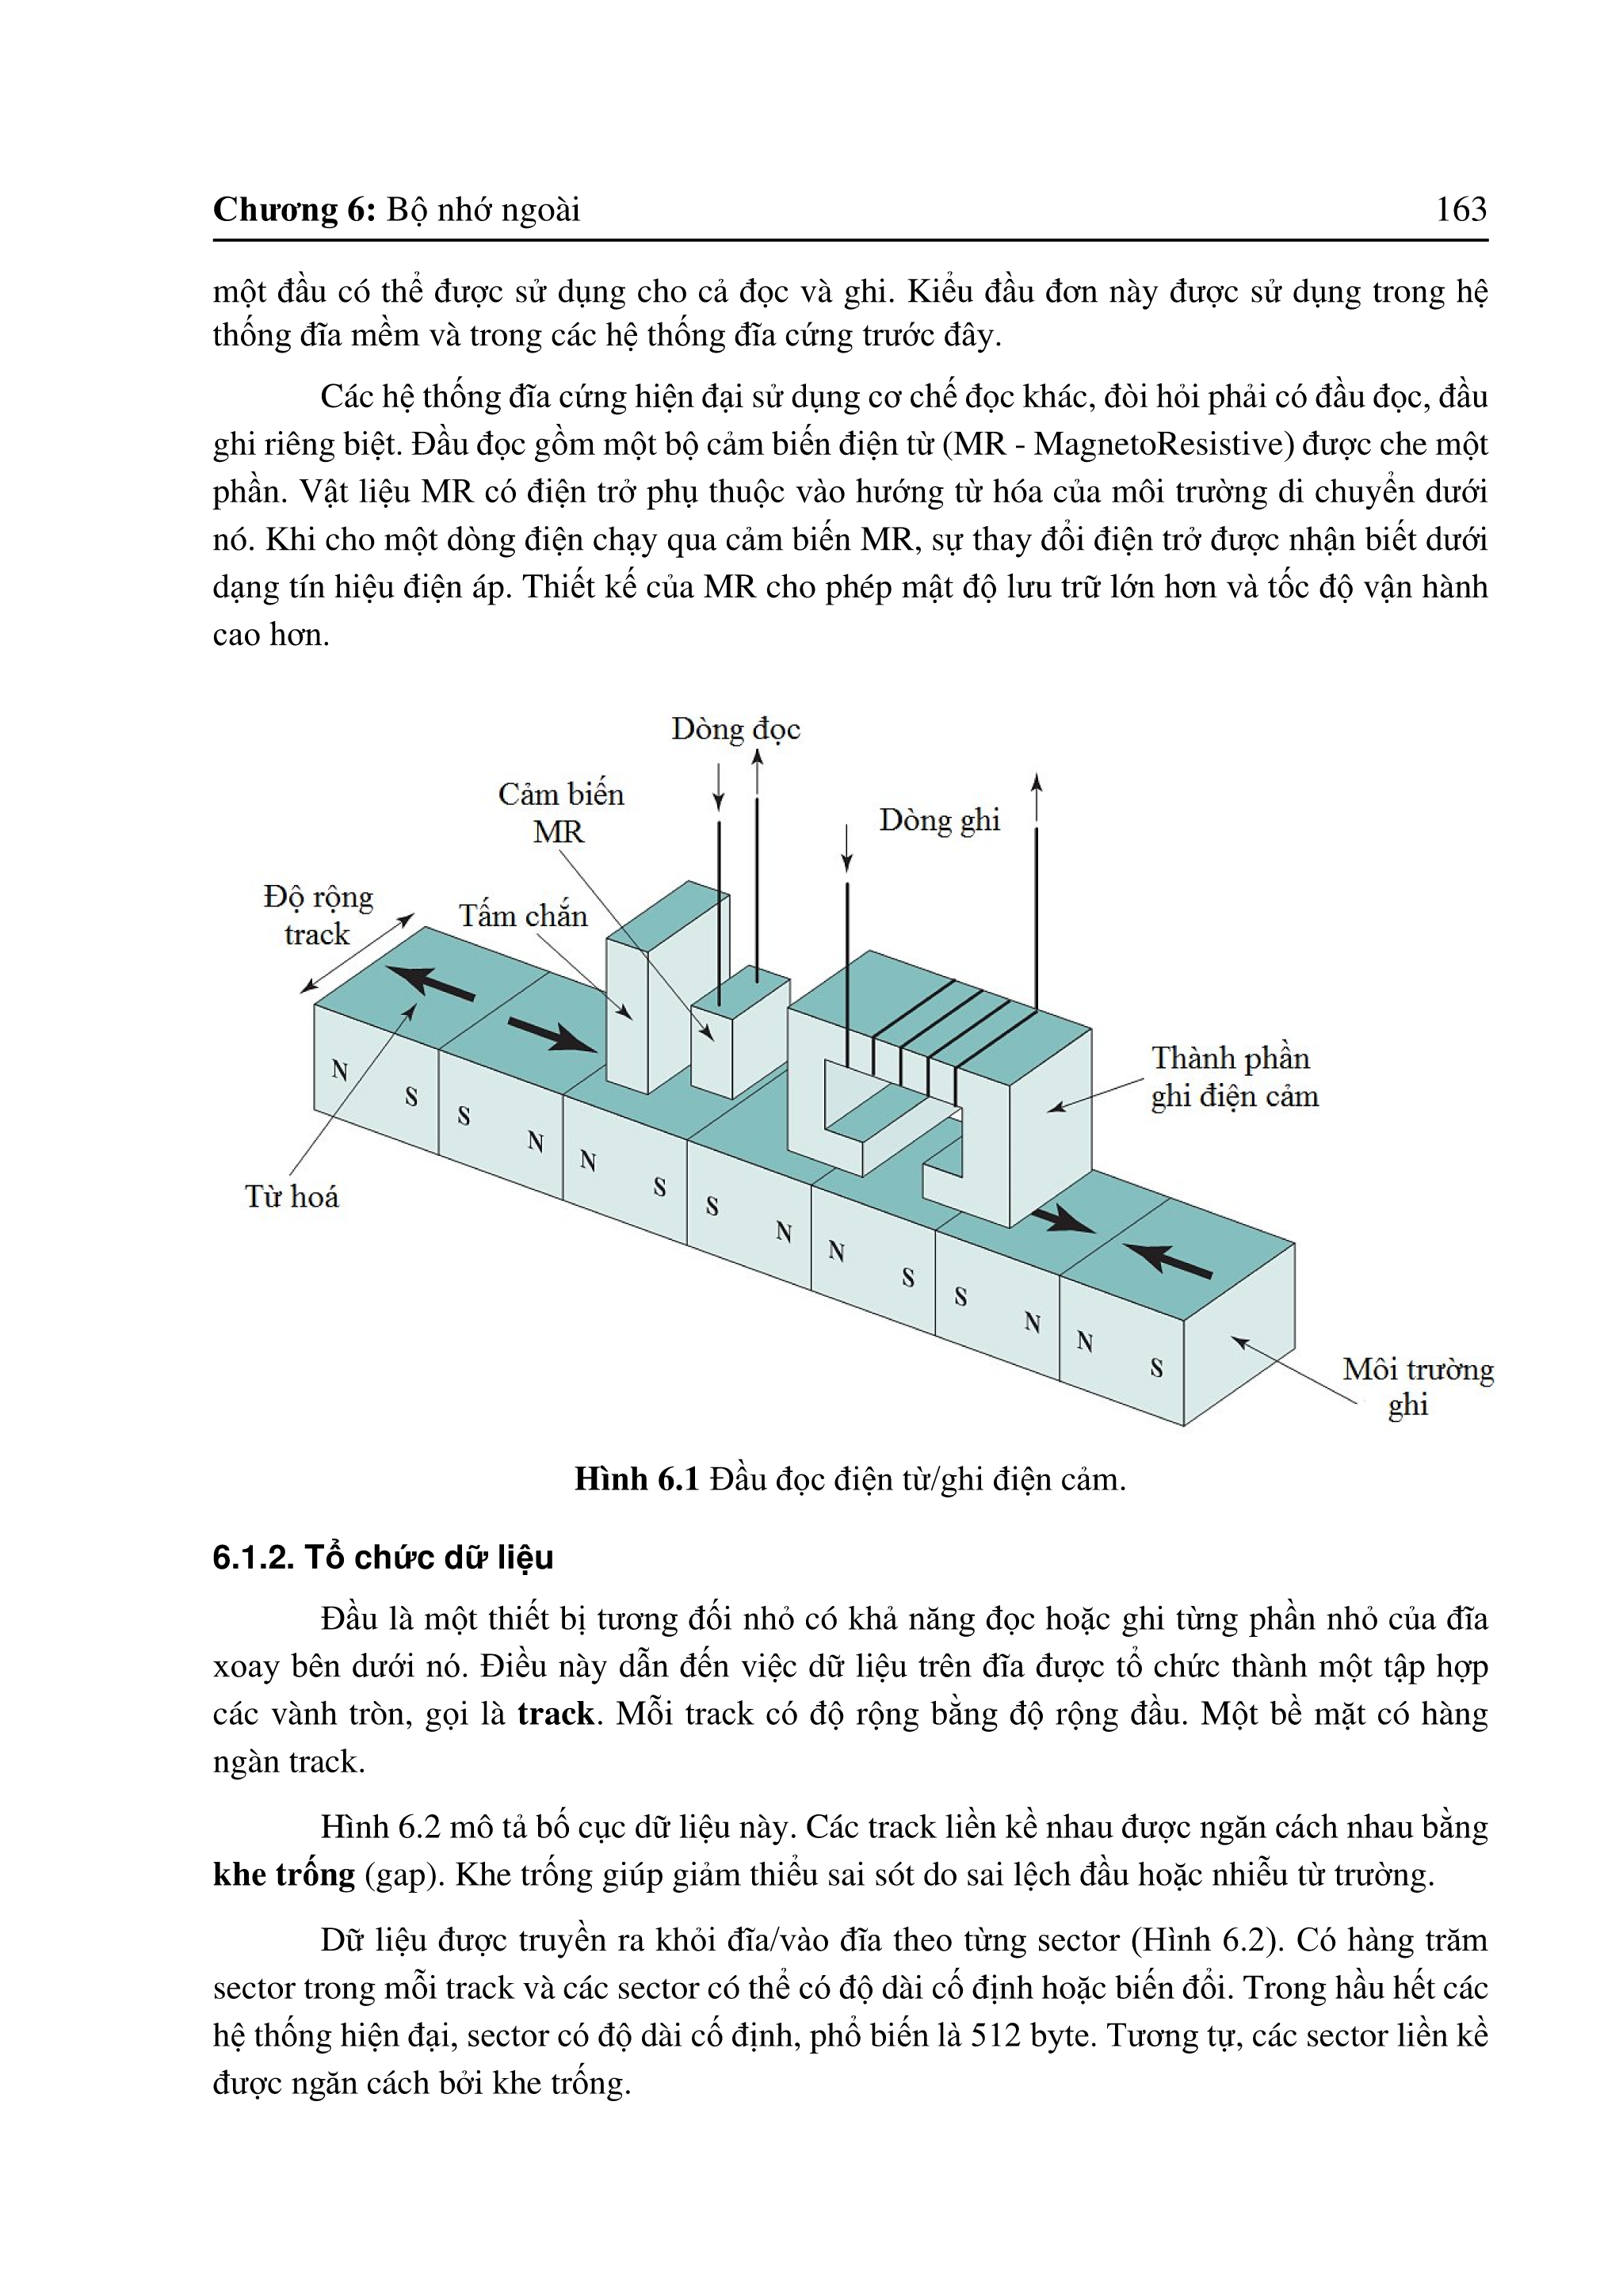 Chương 6: Bộ nhớ ngoài 163
một đầu có thể được sử dụng cho cả đọc và ghi. Kiểu đầu đơn này được sử dụng trong hệ
thống đĩa mềm và trong các hệ thống đĩa cứng trước đây.
Các hệ thống đĩa cứng hiện đại sử dụng cơ chế đọc khác, đòi hỏi phải có đầu đọc, đầu
ghi riêng biệt. Đầu đọc gồm một bộ cảm biến điện từ (MR - MagnetoResistive) được che một
phần. Vật liệu MR có điện trở phụ thuộc vào hướng từ hóa của môi trường di chuyển dưới
nó. Khi cho một dòng điện chạy qua cảm biến MR, sự thay đổi điện trở được nhận biết dưới
dạng tín hiệu điện áp. Thiết kế của MR cho phép mật độ lưu trữ lớn hơn và tốc độ vận hành
cao hơn.
Dòng đọc
Cảm biến
MR
Dòng ghi
Độ rộng
track
Tấm chắn
Thành phần
ghi điện cảm
Từ hoá
N S S N N S S N N S S N N S
Môi trường
ghi
Hình 6.1 Đầu đọc điện từ/ghi điện cảm.
6.1.2. Tổ chức dữ liệu
Đầu là một thiết bị tương đối nhỏ có khả năng đọc hoặc ghi từng phần nhỏ của đĩa
xoay bên dưới nó. Điều này dẫn đến việc dữ liệu trên đĩa được tổ chức thành một tập hợp
các vành tròn, gọi là track. Mỗi track có độ rộng bằng độ rộng đầu. Một bề mặt có hàng
ngàn track.
Hình 6.2 mô tả bố cục dữ liệu này. Các track liền kề nhau được ngăn cách nhau bằng
khe trống (gap). Khe trống giúp giảm thiểu sai sót do sai lệch đầu hoặc nhiễu từ trường.
Dữ liệu được truyền ra khỏi đĩa/vào đĩa theo từng sector (Hình 6.2). Có hàng trăm
sector trong mỗi track và các sector có thể có độ dài cố định hoặc biến đổi. Trong hầu hết các
hệ thống hiện đại, sector có độ dài cố định, phổ biến là 512 byte. Tương tự, các sector liền kề
được ngăn cách bởi khe trống.